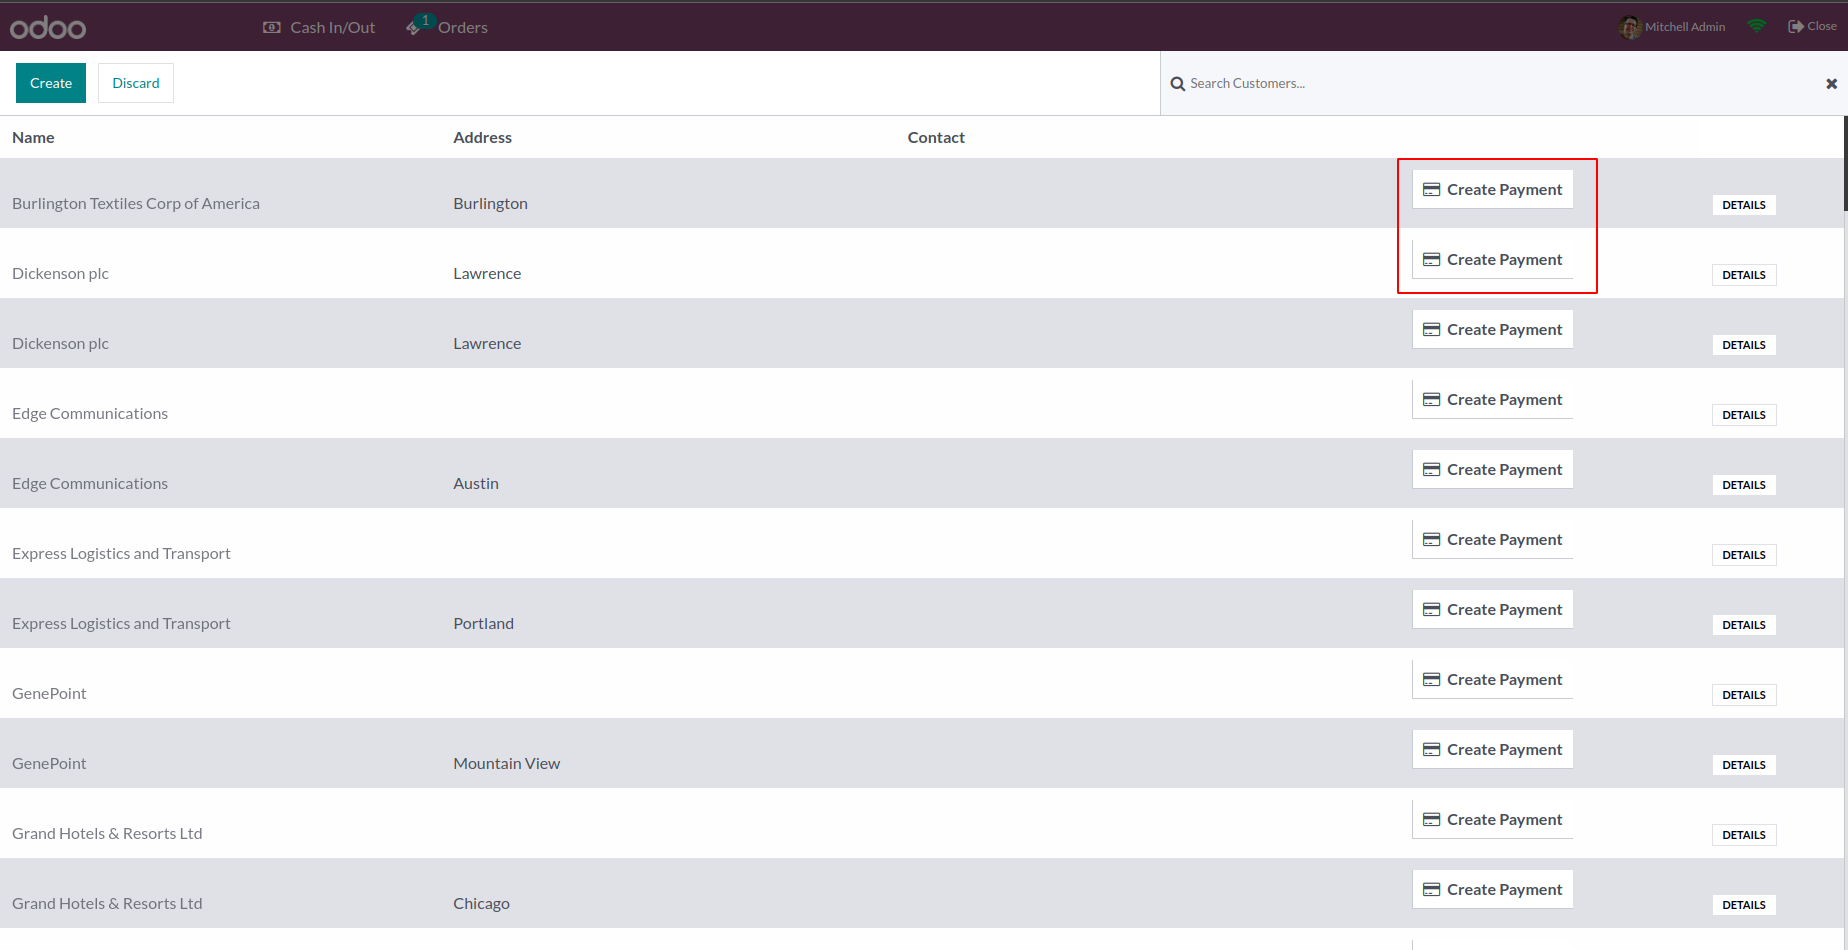 odoo Cash In/Out 1 Orders Mitchell Admin Close
Create Discard Search Customers...
Name Address Contact
Burlington Textiles Corp of America Burlington Create Payment DETAILS
Dickenson plc Lawrence Create Payment DETAILS
Dickenson plc Lawrence Create Payment DETAILS
Edge Communications Create Payment DETAILS
Edge Communications Austin Create Payment DETAILS
Express Logistics and Transport Create Payment DETAILS
Express Logistics and Transport Portland Create Payment DETAILS
GenePoint Create Payment DETAILS
GenePoint Mountain View Create Payment DETAILS
Grand Hotels & Resorts Ltd Create Payment DETAILS
Grand Hotels & Resorts Ltd Chicago Create Payment DETAILS